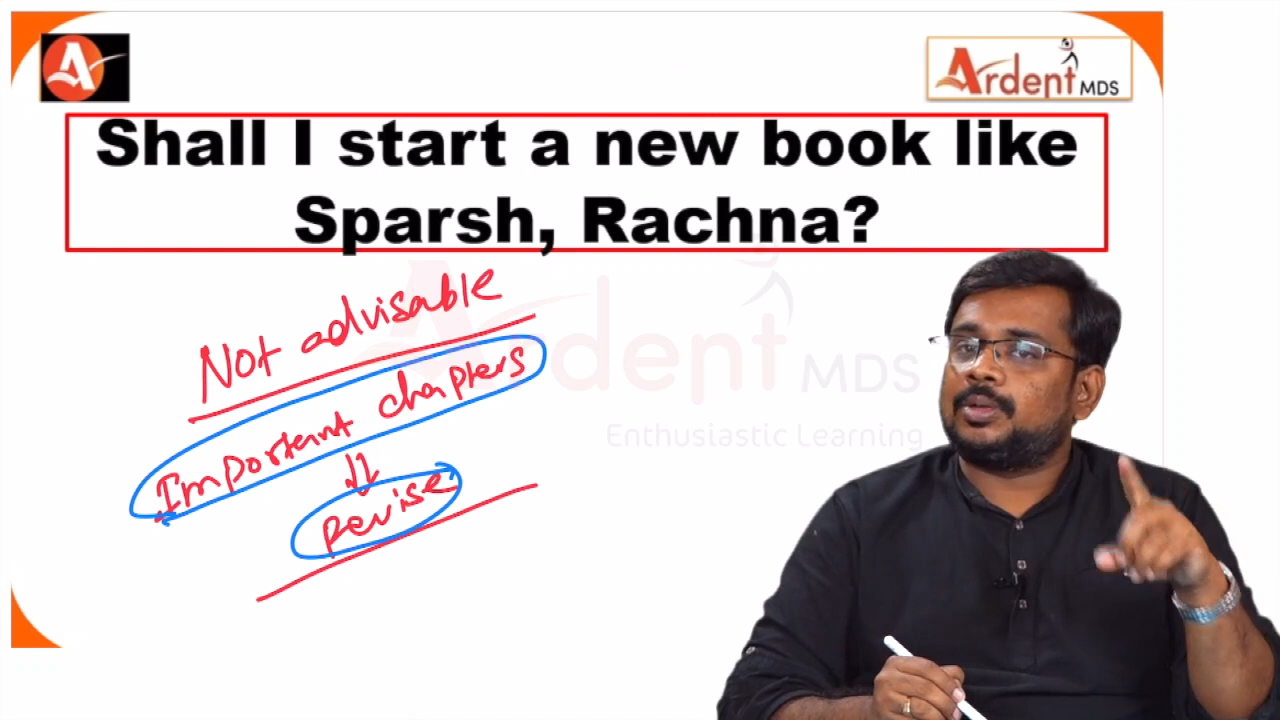 A
Ardent MDS
Shall I start a new book like
Sparsh, Rachna?
Not advisable
Important chapters
revise
Ardent MDS
Enthusiastic Learning